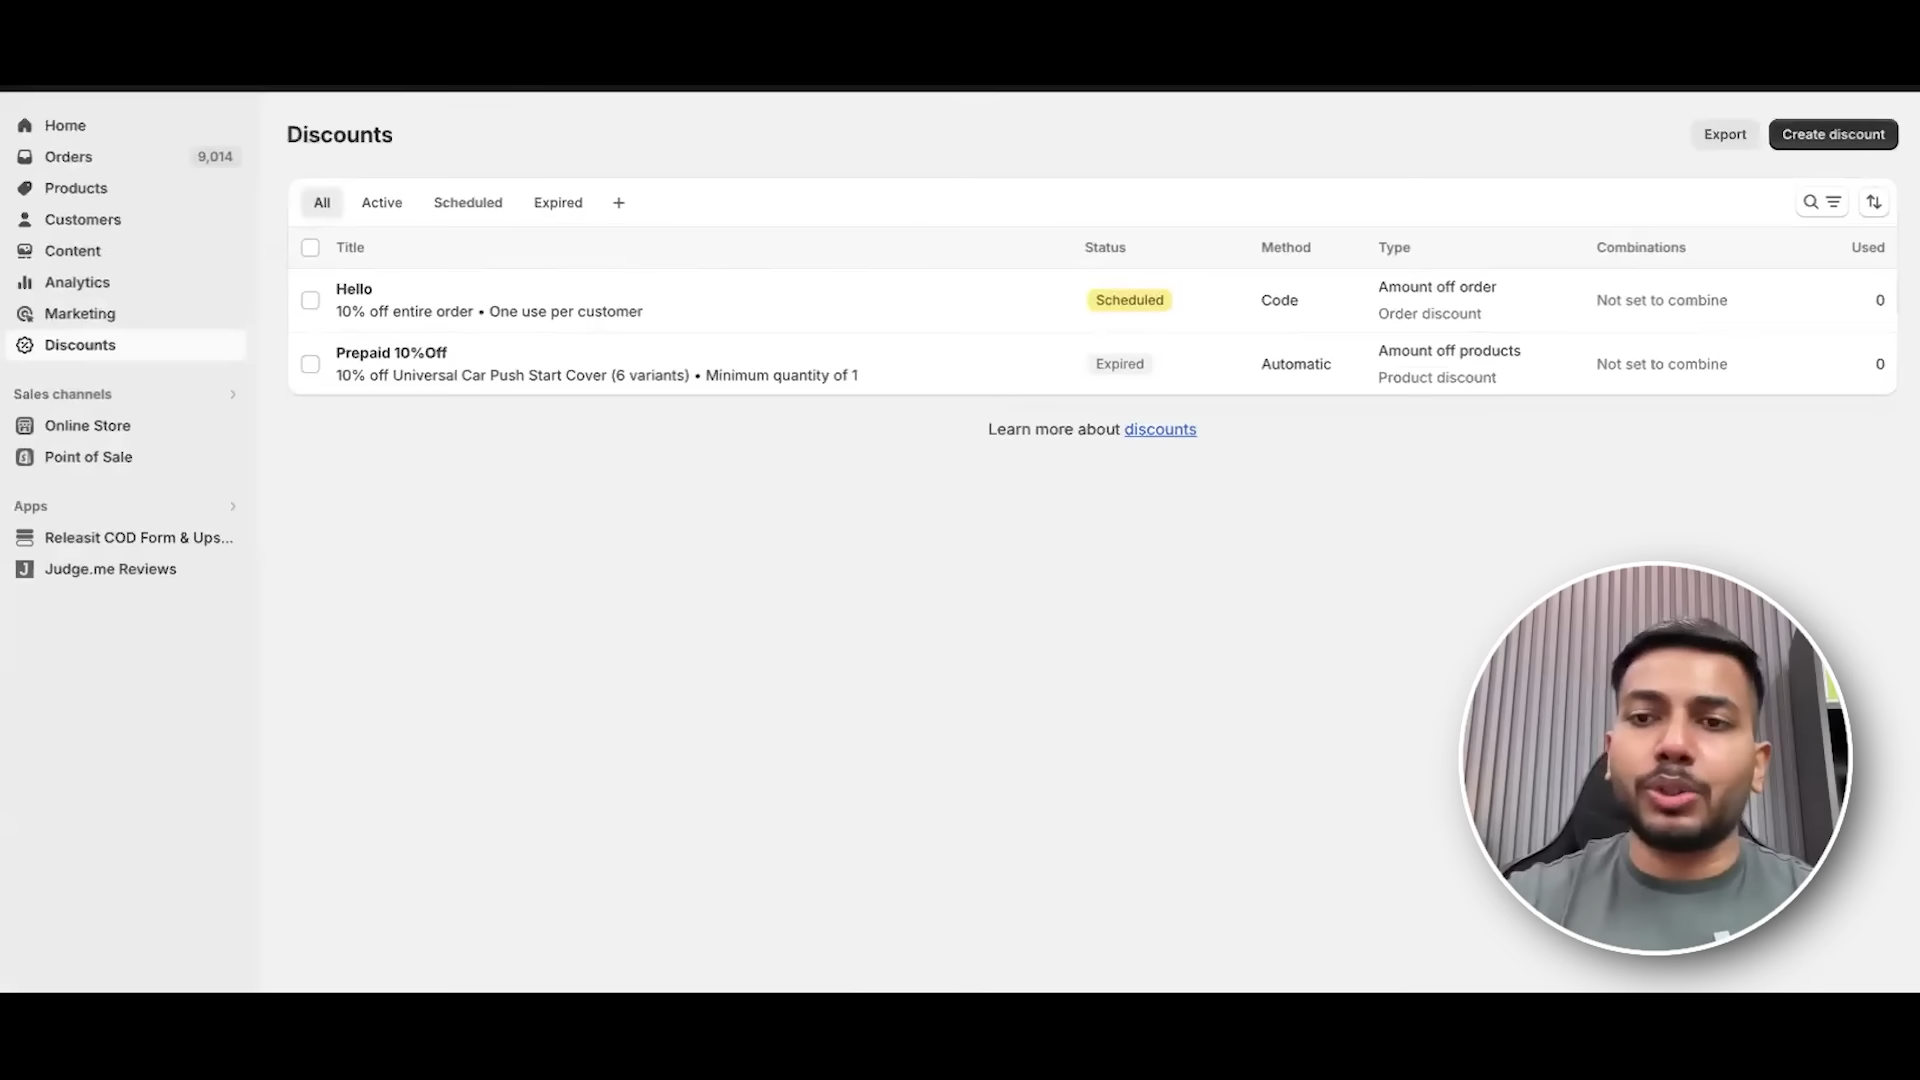 Home
Orders 9,014
Products
Customers
Content
Analytics
Marketing
Discounts
Sales channels
Online Store
Point of Sale
Apps
Releasit COD Form & Ups...
Judge.me Reviews
Discounts
Export Create discount
All Active Scheduled Expired +
Title Status Method Type Combinations Used
Hello
10% off entire order • One use per customer
Scheduled Code
Amount off order
Order discount
Not set to combine 0
Prepaid 10%Off
10% off Universal Car Push Start Cover (6 variants) • Minimum quantity of 1
Expired Automatic
Amount off products
Product discount
Not set to combine 0
Learn more about discounts